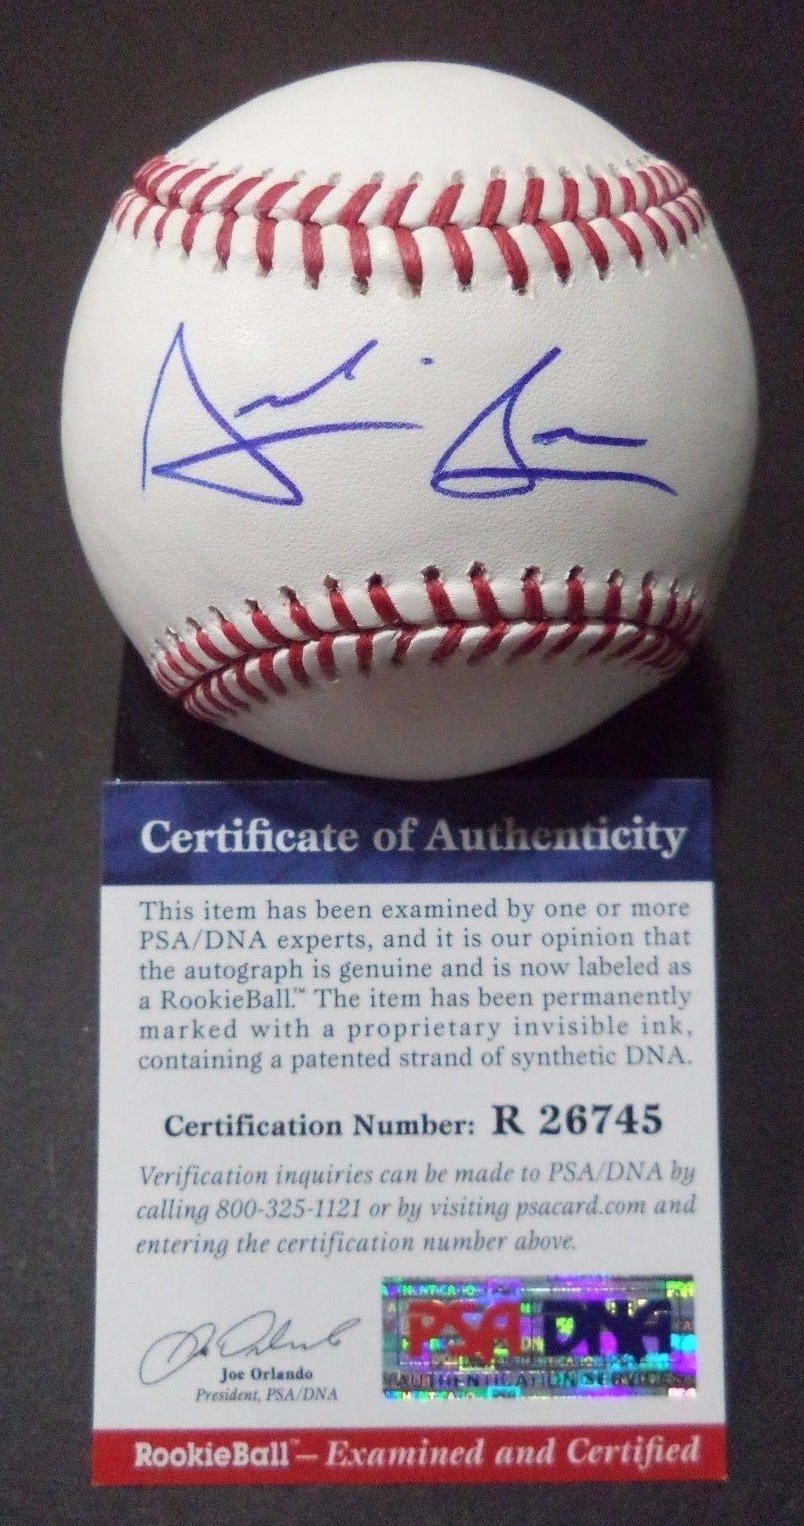 Certificate of Authenticity
This item has been examined by one or more
PSA/DNA experts, and it is our opinion that
the autograph is genuine and is now labeled as
a RookieBall.™ The item has been permanently
marked with a proprietary invisible ink,
containing a patented strand of synthetic DNA.
Certification Number: R 26745
Verification inquiries can be made to PSA/DNA by
calling 800-325-1121 or by visiting psacard.com and
entering the certification number above.
PSA DNA
AUTHENTICATION SERVICES
Joe Orlando
President, PSA/DNA
RookieBall™— Examined and Certified